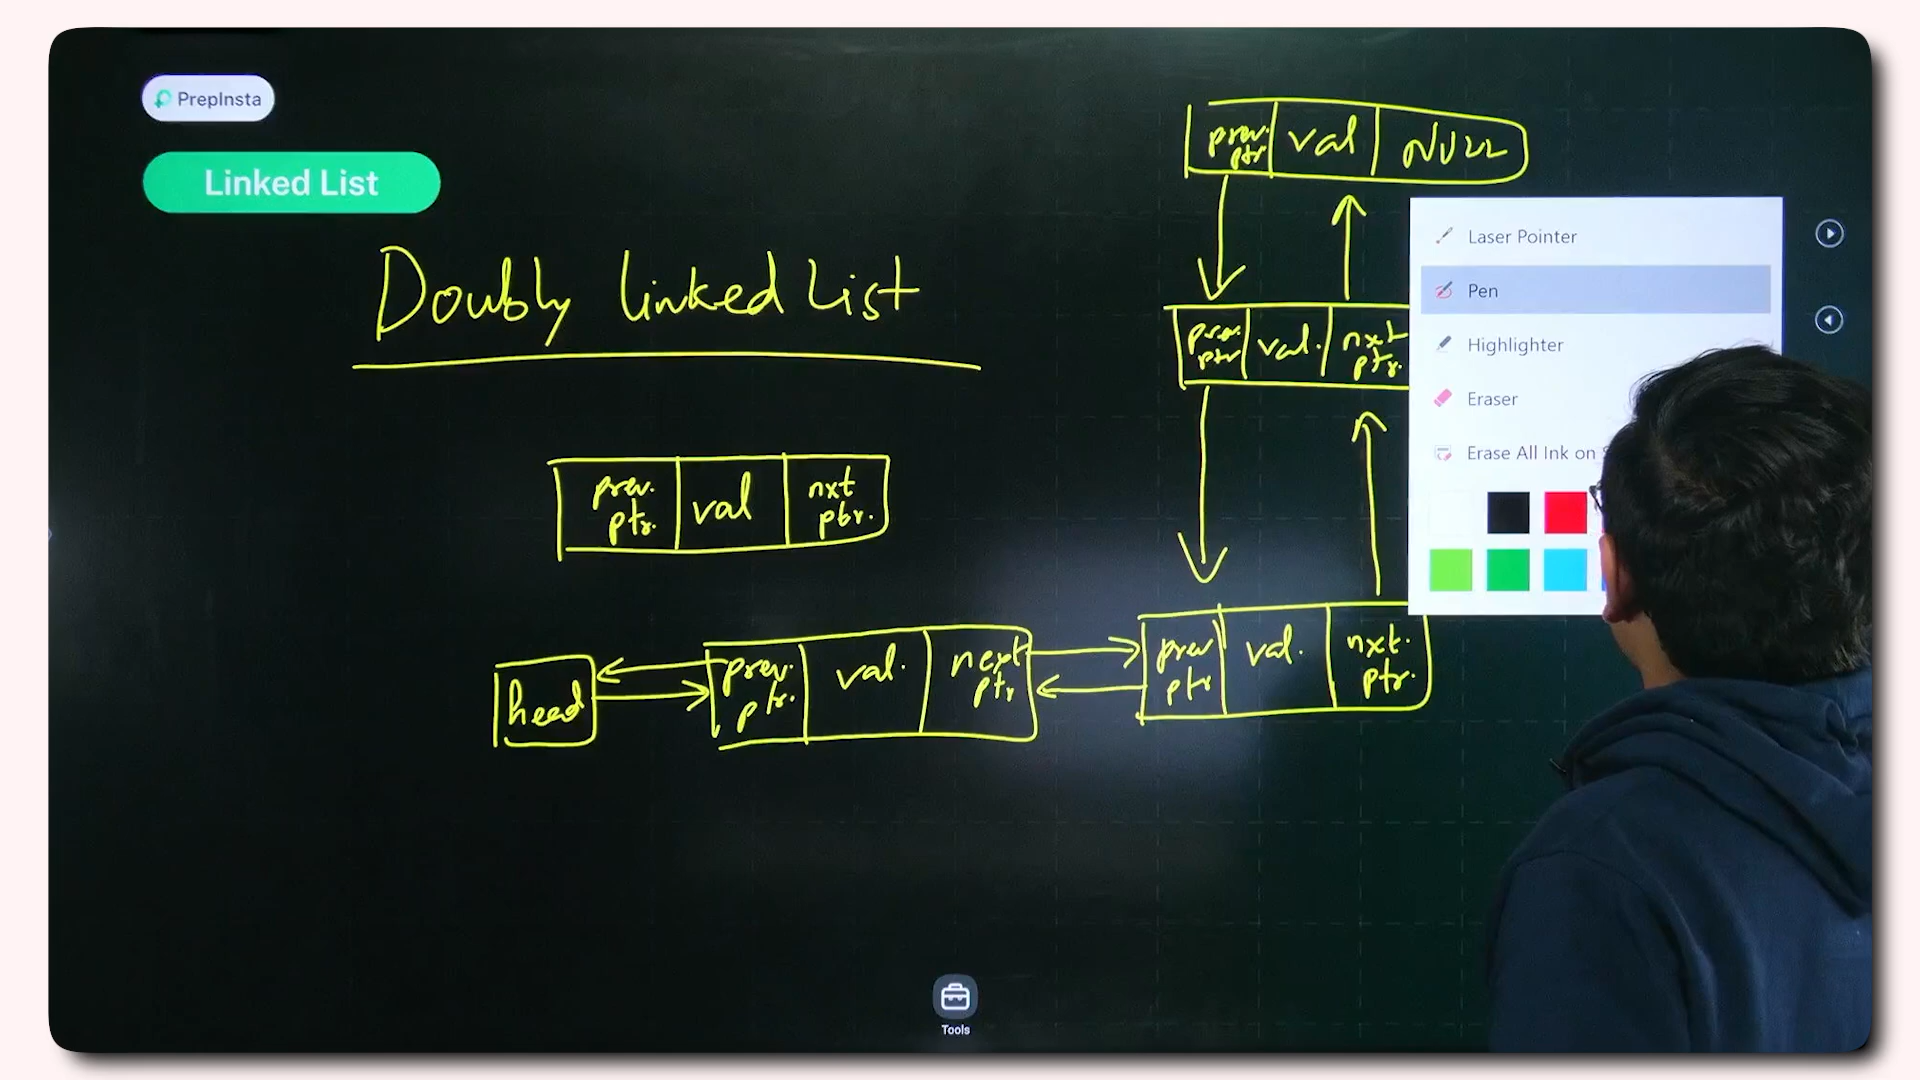 PrepInsta
Linked List
Doubly linked List
prev. ptr. val nxt ptr.
head
prev. ptr. val. next ptr
prev ptr val. nxt. ptr.
prev. ptr val. nxt ptr.
prev. ptr val NULL
Laser Pointer
Pen
Highlighter
Eraser
Erase All Ink on
Tools